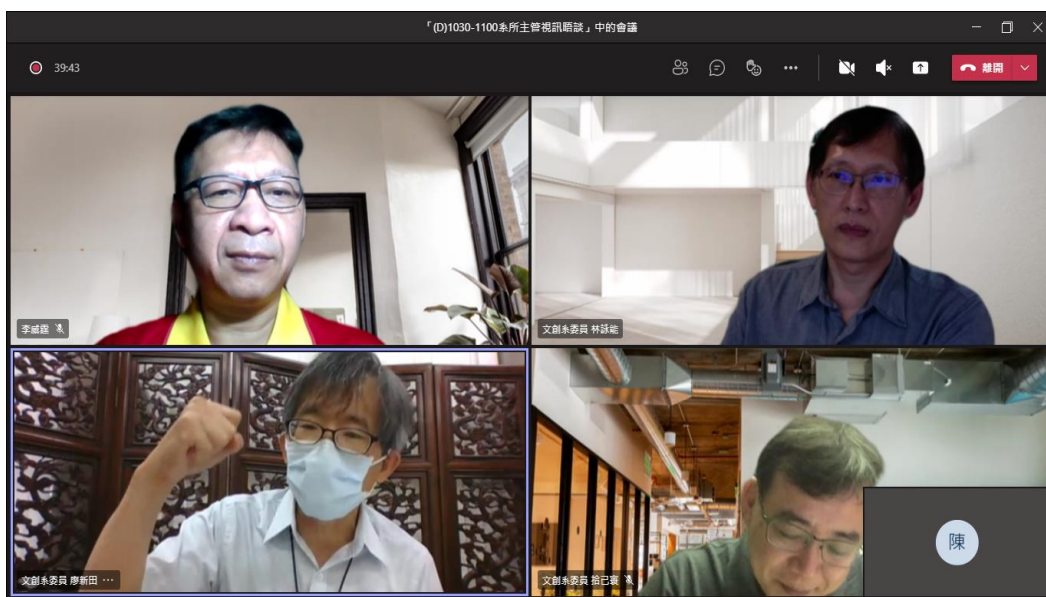 「(D)1030-1100系所主管視訊晤談」中的會議
39:43
離開
李威霆
文創系委員 林詠能
文創系委員 廖新田 ...
文創系委員 拾已寰
陳